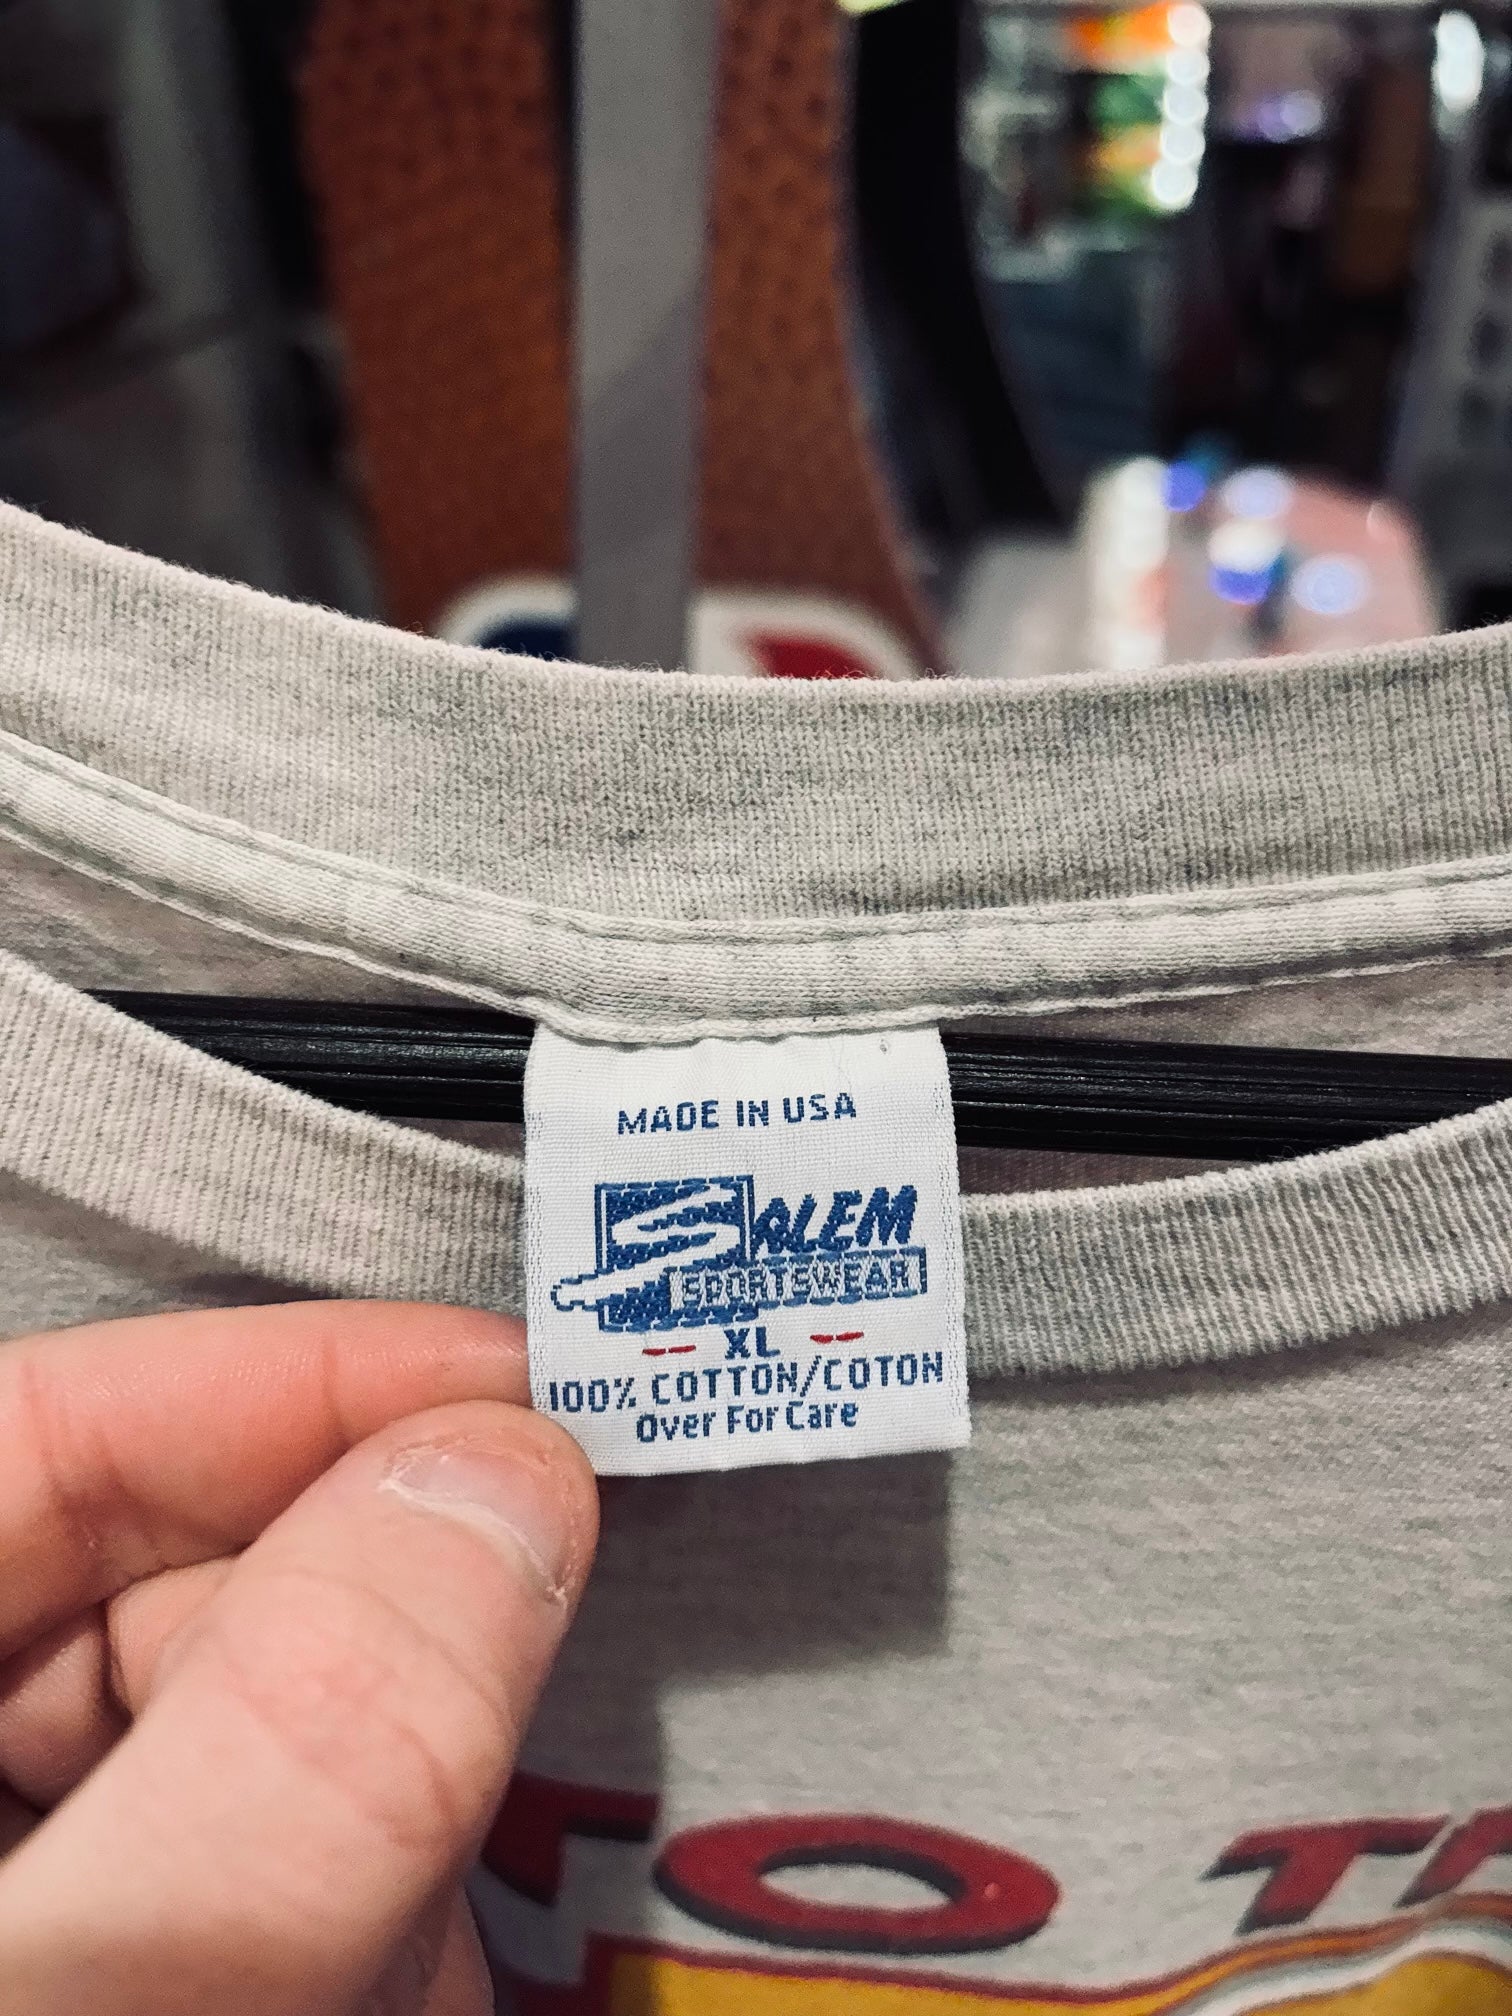 MADE IN USA
SALEM
SPORTSWEAR
XL
100% COTTON/COTON
Over For Care
TO